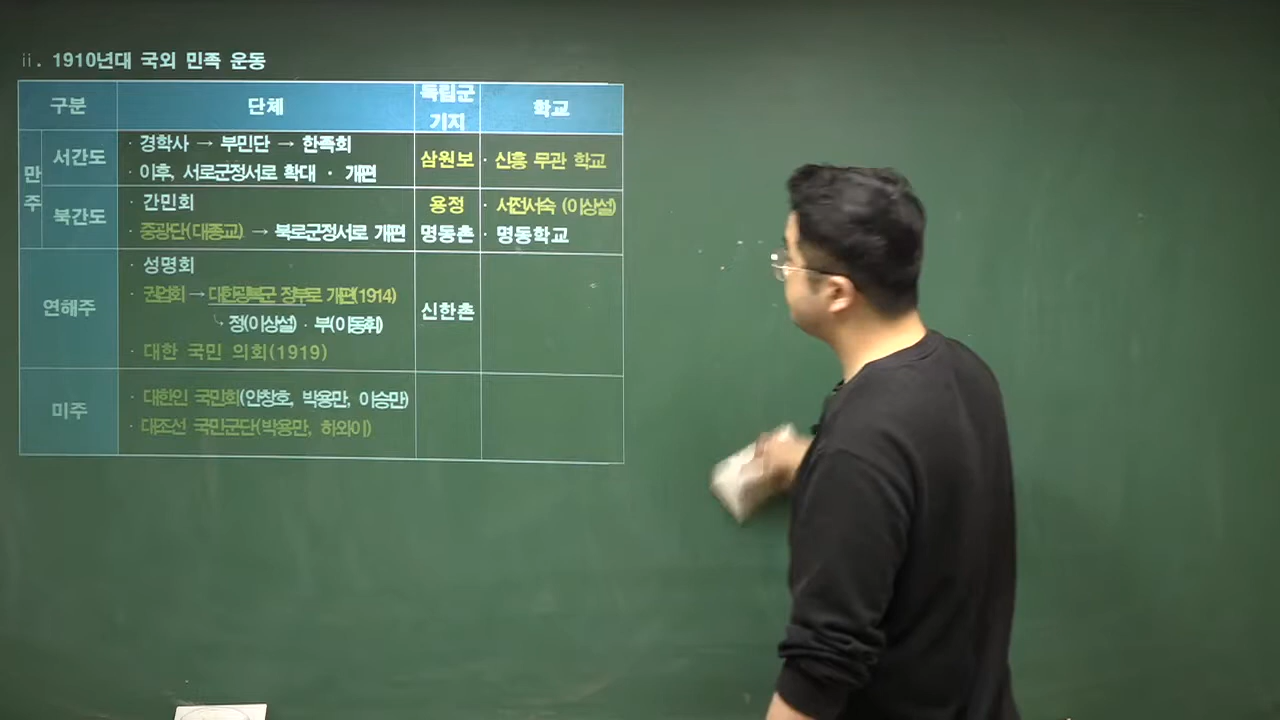 ⅱ. 1910년대 국외 민족 운동
구분 단체 독립군 기지 학교
만주 서간도
· 경학사 → 부민단 → 한족회
· 이후, 서로군정서로 확대 · 개편
삼원보
· 신흥 무관 학교
북간도
· 간민회
· 중광단(대종교) → 북로군정서로 개편
용정
명동촌
· 서전서숙 (이상설)
· 명동학교
연해주
· 성명회
· 권업회 → 대한광복군 정부로 개편(1914)
정(이상설) · 부(이동휘)
· 대한 국민 의회(1919)
신한촌
미주
· 대한인 국민회(안창호, 박용만, 이승만)
· 대조선 국민군단(박용만, 하와이)